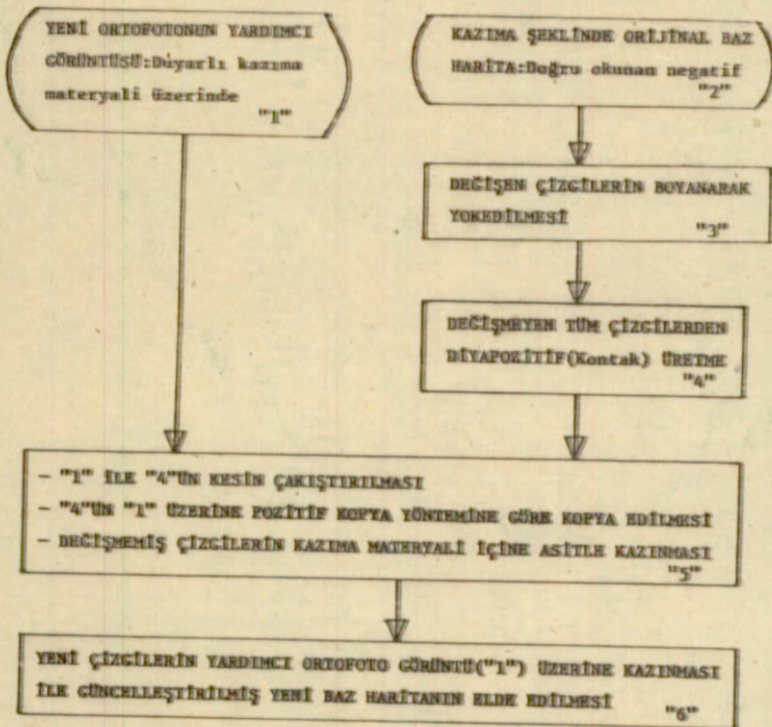 YENİ ORTOFOTONUN YARDIMCI
GÖRÜNTÜSÜ:Duyarlı kazıma
materyali üzerinde
"1"
KAZIMA ŞEKLİNDE ORİJİNAL BAZ
HARİTA:Doğru okunan negatif
"2"
DEĞİŞEN ÇİZGİLERİN BOYANARAK
YOKEDİLMESİ
"3"
DEĞİŞMEYEN TÜM ÇİZGİLERDEN
DİYAPOZİTİF(Kontak) ÜRETME
"4"
- "1" İLE "4"ÜN KESİN ÇAKIŞTIRILMASI
- "4"ÜN "1" ÜZERİNE POZİTİF KOPYA YÖNTEMİNE GÖRE KOPYA EDİLMESİ
- DEĞİŞMEMİŞ ÇİZGİLERİN KAZIMA MATERYALİ İÇİNE ASİTLE KAZINMASI
"5"
YENİ ÇİZGİLERİN YARDIMCI ORTOFOTO GÖRÜNTÜ("1") ÜZERİNE KAZINMASI
İLE GÜNCELLEŞTİRİLMİŞ YENİ BAZ HARİTANIN ELDE EDİLMESİ
"6"